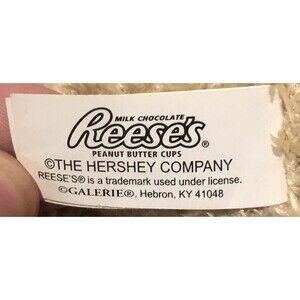 MILK CHOCOLATE
Reese's®
PEANUT BUTTER CUPS
©THE HERSHEY COMPANY
REESE'S® is a trademark used under license.
©GALERIE®, Hebron, KY 41048